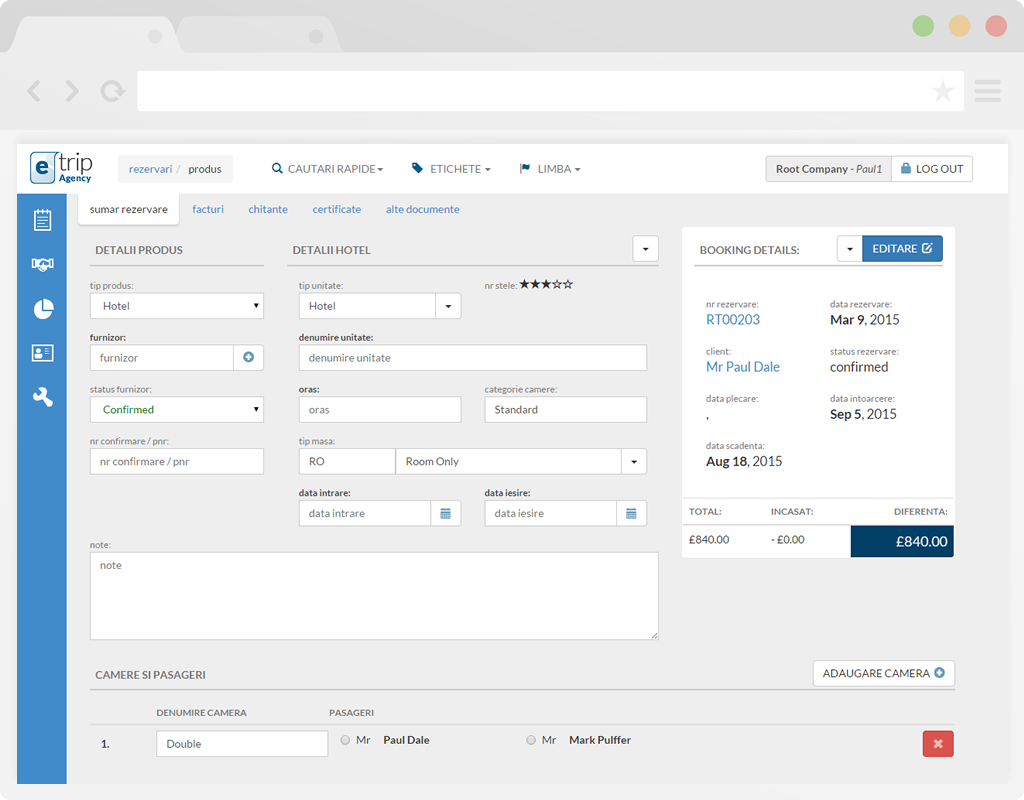 e trip
Agency
rezervari / produs
CAUTARI RAPIDE
ETICHETE
LIMBA
Root Company - Paul1
LOG OUT
sumar rezervare
facturi
chitante
certificate
alte documente
DETALII PRODUS
DETALII HOTEL
BOOKING DETAILS:
EDITARE
tip produs:
tip unitate:
nr stele: ★★★☆☆
Hotel
Hotel
nr rezervare:
data rezervare:
RT00203
Mar 9, 2015
furnizor:
denumire unitate:
furnizor
denumire unitate
client:
status rezervare:
Mr Paul Dale
confirmed
status furnizor:
oras:
categorie camere:
Confirmed
oras
Standard
data plecare:
data intoarcere:
,
Sep 5, 2015
nr confirmare / pnr:
tip masa:
nr confirmare / pnr
RO
Room Only
data scadenta:
Aug 18, 2015
data intrare:
data iesire:
data intrare
data iesire
TOTAL:
INCASAT:
DIFERENTA:
£840.00
- £0.00
£840.00
note:
note
CAMERE SI PASAGERI
ADAUGARE CAMERA
DENUMIRE CAMERA
PASAGERI
1.
Double
Mr Paul Dale
Mr Mark Pulffer